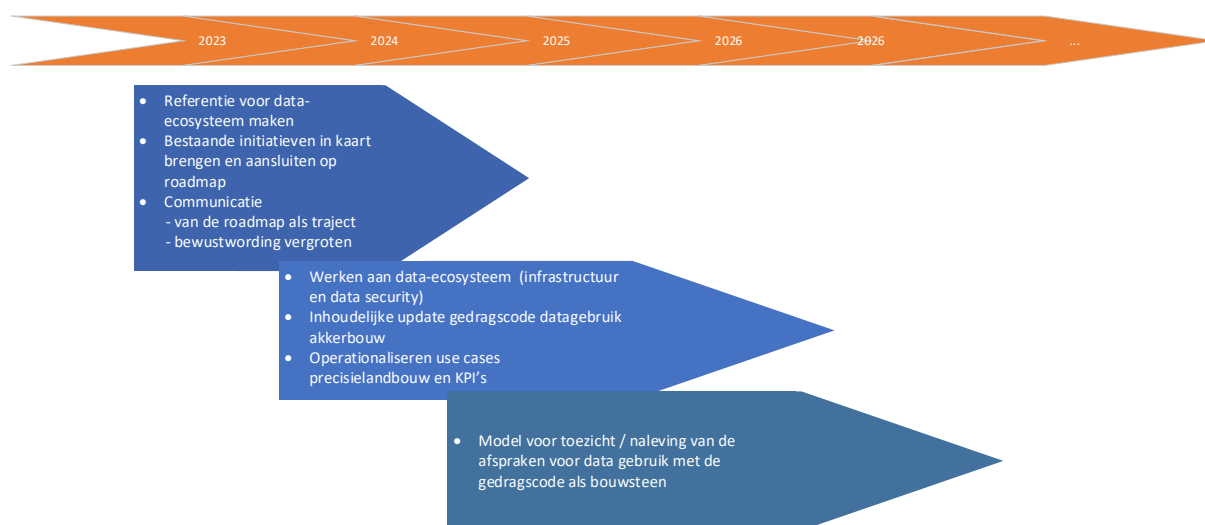 2023 2024 2025 2026 2026 ...
• Referentie voor data-
ecosysteem maken
• Bestaande initiatieven in kaart
brengen en aansluiten op
roadmap
• Communicatie
- van de roadmap als traject
- bewustwording vergroten
• Werken aan data-ecosysteem (infrastructuur
en data security)
• Inhoudelijke update gedragscode datagebruik
akkerbouw
• Operationaliseren use cases
precisielandbouw en KPI’s
• Model voor toezicht / naleving van de
afspraken voor data gebruik met de
gedragscode als bouwsteen